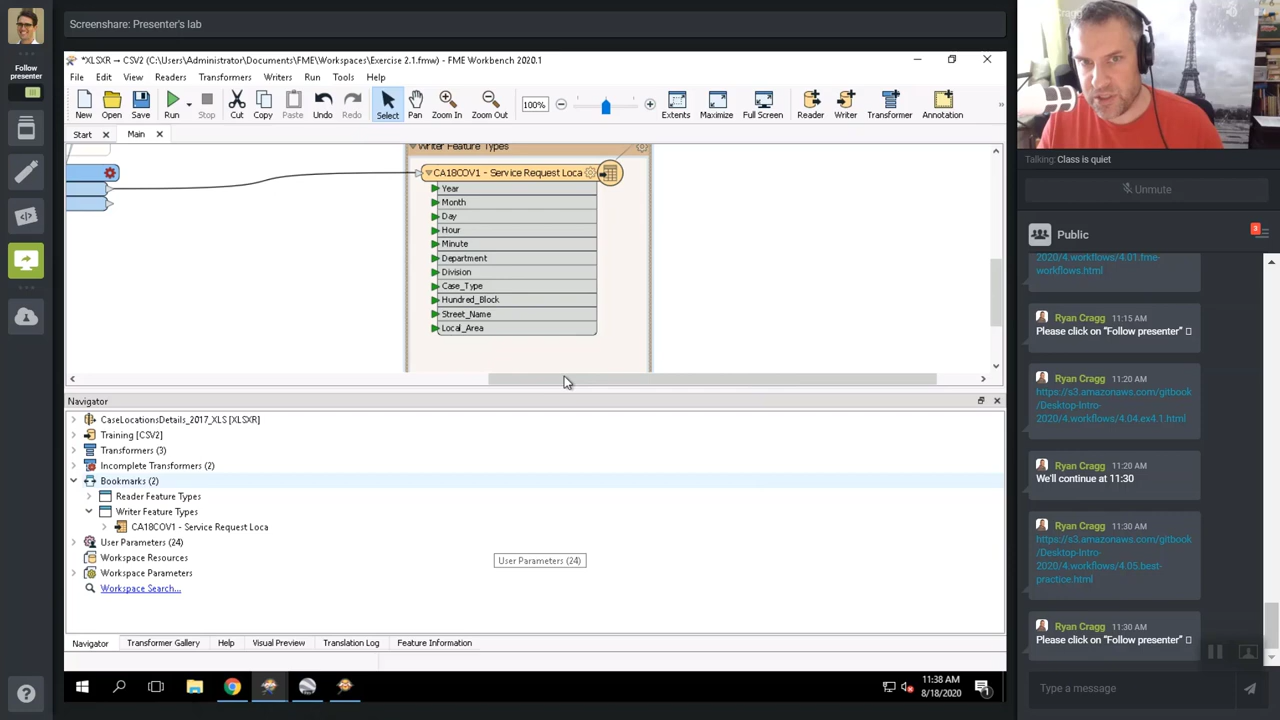 Screenshare: Presenter's lab
Follow
presenter
*XLSXR → CSV2 (C:\Users\Administrator\Documents\FME\Workspaces\Exercise 2.1.fmw) - FME Workbench 2020.1
File Edit View Readers Transformers Writers Run Tools Help
New Open Save Run Stop Cut Copy Paste Undo Redo Select Pan Zoom In Zoom Out 100% Extents Maximize Full Screen Reader Writer Transformer Annotation
Start Main
Writer Feature Types
CA18COV1 - Service Request Loca
Year
Month
Day
Hour
Minute
Department
Division
Case_Type
Hundred_Block
Street_Name
Local_Area
Navigator
CaseLocationsDetails_2017_XLS [XLSXR]
Training [CSV2]
Transformers (3)
Incomplete Transformers (2)
Bookmarks (2)
Reader Feature Types
Writer Feature Types
CA18COV1 - Service Request Loca
User Parameters (24)
Workspace Resources
User Parameters (24)
Workspace Parameters
Workspace Search...
Navigator Transformer Gallery Help Visual Preview Translation Log Feature Information
11:38 AM
8/18/2020
Cragg
Talking: Class is quiet
Unmute
Public
3
2020/4.workflows/4.01.fme-
workflows.html
Ryan Cragg 11:15 AM
Please click on "Follow presenter"
Ryan Cragg 11:20 AM
https://s3.amazonaws.com/gitbook
/Desktop-Intro-
2020/4.workflows/4.04.ex4.1.html
Ryan Cragg 11:20 AM
We'll continue at 11:30
Ryan Cragg 11:30 AM
https://s3.amazonaws.com/gitbook
/Desktop-Intro-
2020/4.workflows/4.05.best-
practice.html
Ryan Cragg 11:30 AM
Please click on "Follow presenter"
Type a message